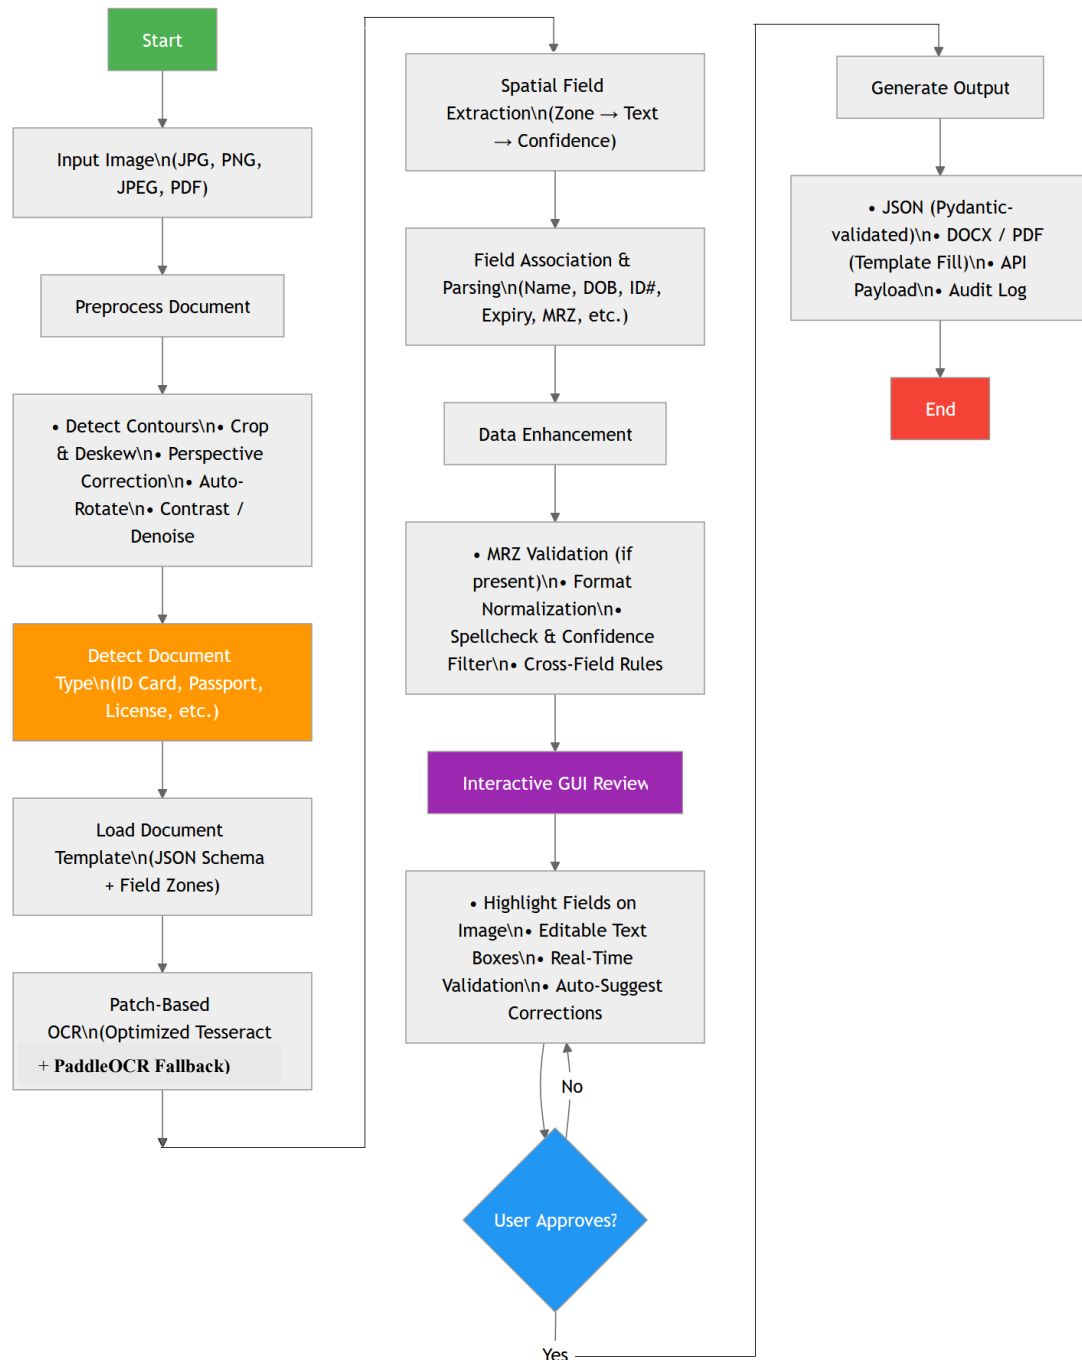 Start
Input Image\n(JPG, PNG,
JPEG, PDF)
Preprocess Document
• Detect Contours\n• Crop
& Deskew\n• Perspective
Correction\n• Auto-
Rotate\n• Contrast /
Denoise
Detect Document
Type\n(ID Card, Passport,
License, etc.)
Load Document
Template\n(JSON Schema
+ Field Zones)
Patch-Based
OCR\n(Optimized Tesseract
+ PaddleOCR Fallback)
Spatial Field
Extraction\n(Zone → Text
→ Confidence)
Field Association &
Parsing\n(Name, DOB, ID#,
Expiry, MRZ, etc.)
Data Enhancement
• MRZ Validation (if
present)\n• Format
Normalization\n•
Spellcheck & Confidence
Filter\n• Cross-Field Rules
Interactive GUI Review
• Highlight Fields on
Image\n• Editable Text
Boxes\n• Real-Time
Validation\n• Auto-Suggest
Corrections
No
User Approves?
Yes
Generate Output
• JSON (Pydantic-
validated)\n• DOCX / PDF
(Template Fill)\n• API
Payload\n• Audit Log
End